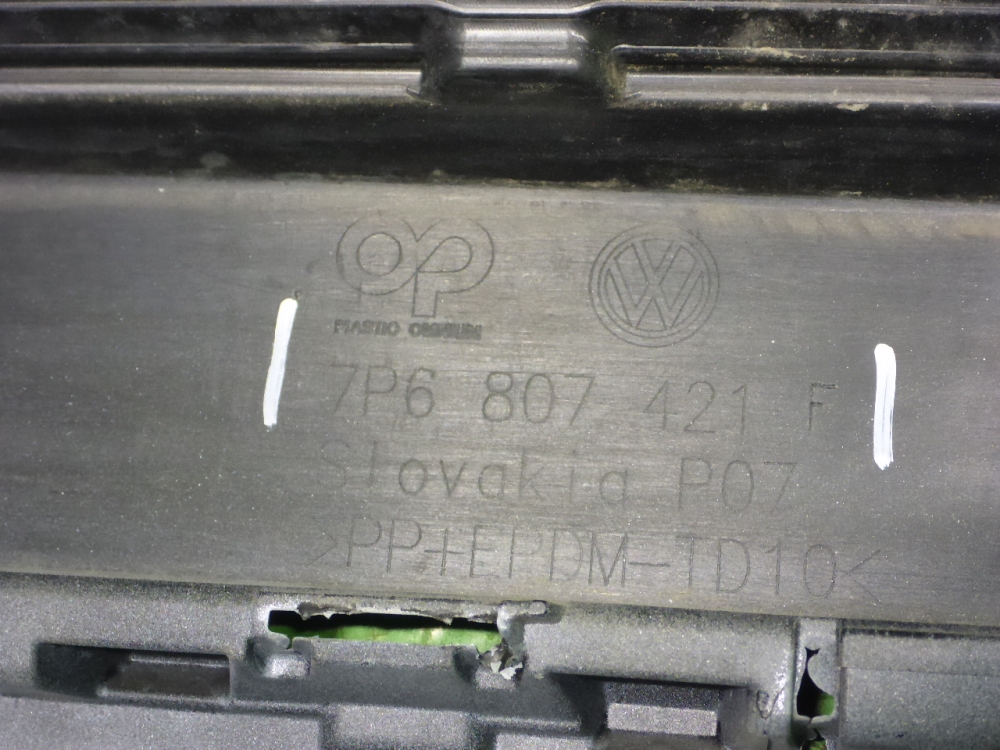 op
PLASTIC OMNIUM
VW
7P6 807 421 F
Slovakia P07
>PP+EPDM-TD10<